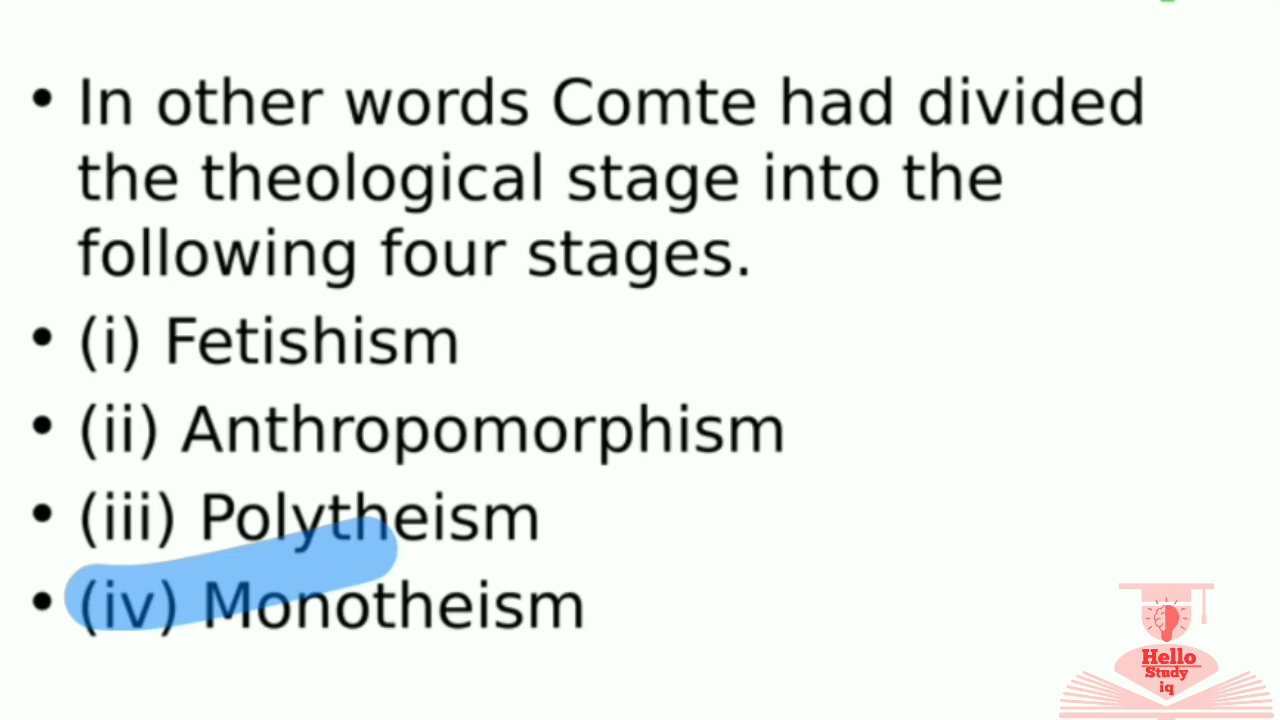 • In other words Comte had divided
the theological stage into the
following four stages.
• (i) Fetishism
• (ii) Anthropomorphism
• (iii) Polytheism
• (iv) Monotheism
Hello
Study
iq